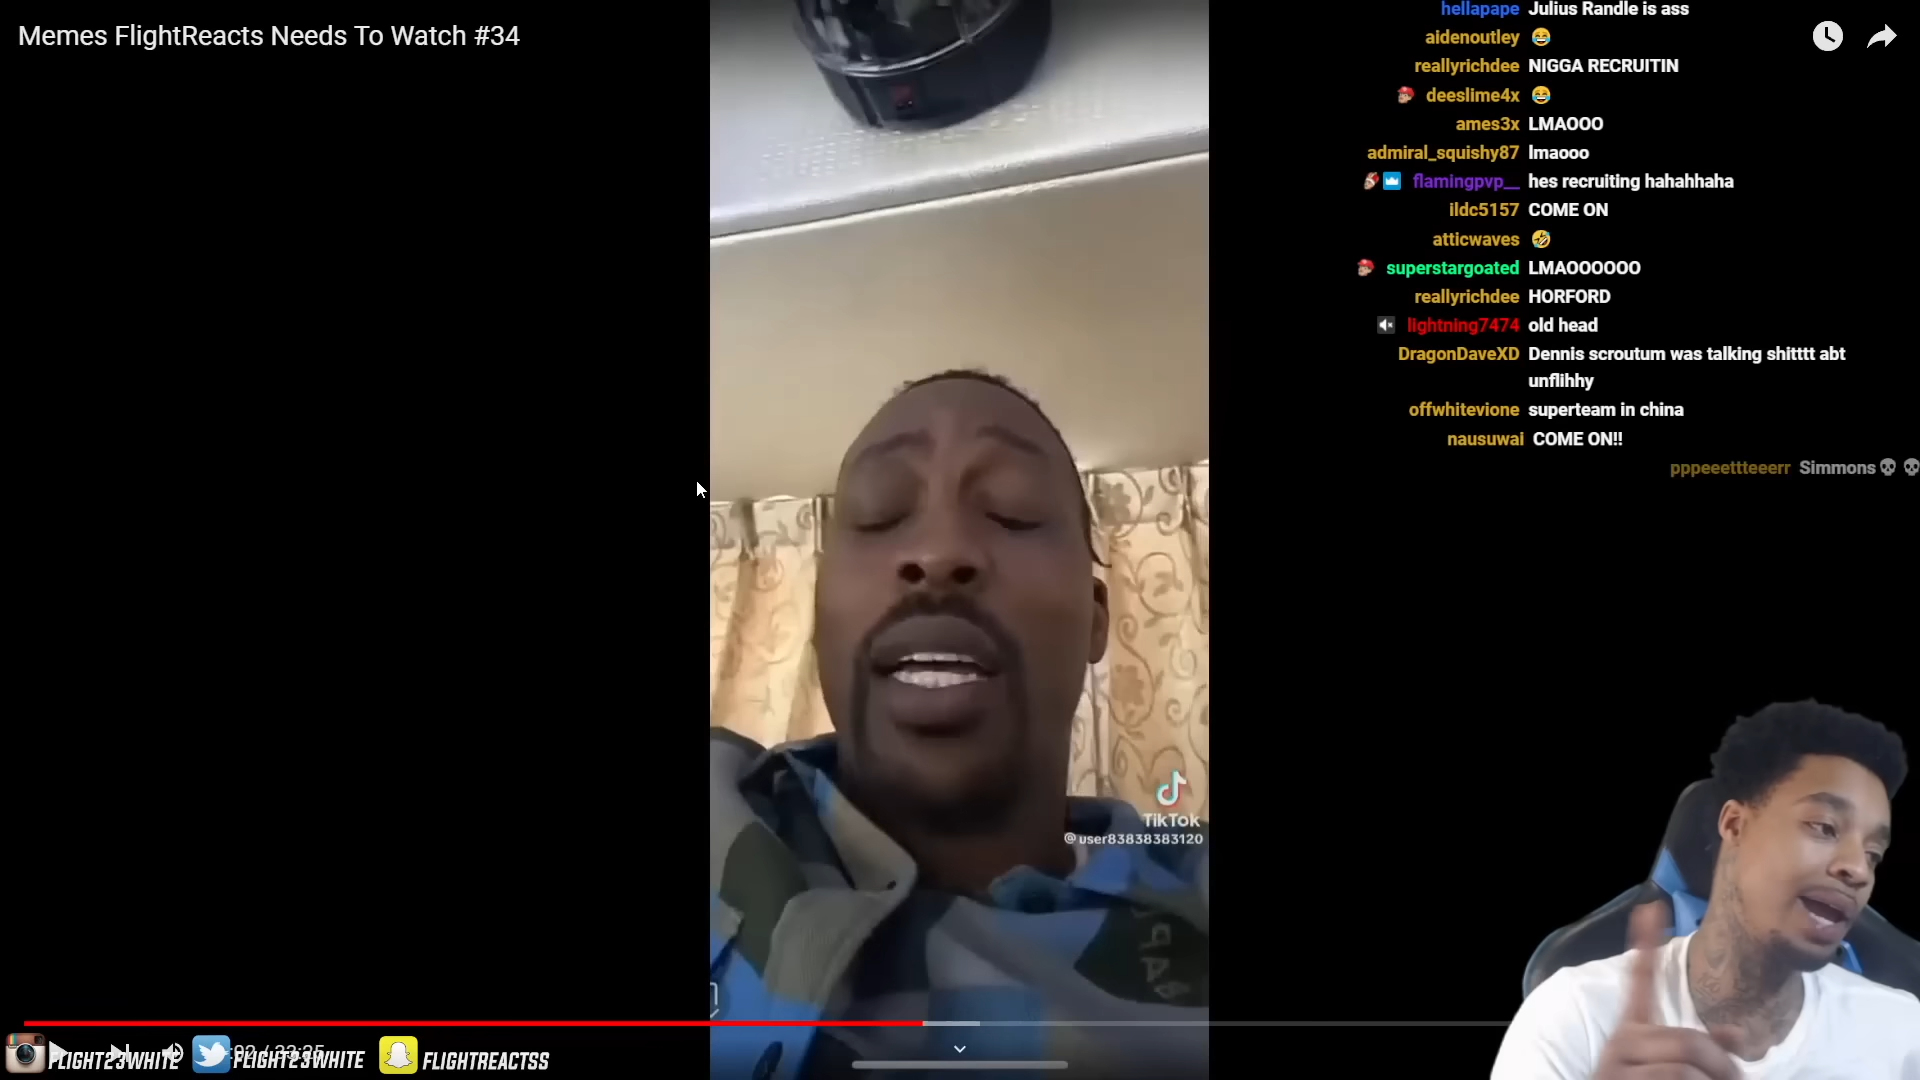 Memes FlightReacts Needs To Watch #34
hellapape Julius Randle is ass
aidenoutley 😂
reallyrichdee NIGGA RECRUITIN
deeslime4x 😂
ames3x LMAOOO
admiral_squishy87 lmaooo
flamingpvp__ hes recruiting hahahhaha
ildc5157 COME ON
atticwaves 🤣
superstargoated LMAOOOOOO
reallyrichdee HORFORD
lightning7474 old head
DragonDaveXD Dennis scroutum was talking shitttt abt
unflihhy
offwhitevione superteam in china
nausuwai COME ON!!
pppeeettteeerr Simmons💀💀
TikTok
@user83838383120
FLIGHT23WHITE FLIGHT23WHITE FLIGHTREACTSS